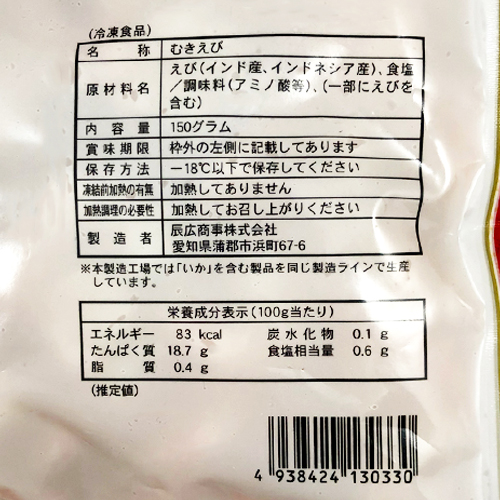 (冷凍食品)
名 称 むきえび
原材料名 えび(インド産、インドネシア産)、食塩
/調味料(アミノ酸等)、(一部にえびを
含む)
内容量 150グラム
賞味期限 枠外の左側に記載してあります
保存方法 -18℃以下で保存してください
凍結前加熱の有無 加熱してありません
加熱調理の必要性 加熱してお召し上がりください
製造者 辰広商事株式会社
愛知県蒲郡市浜町67-6
※本製造工場では「いか」を含む製品を同じ製造ラインで生産
しています。
栄養成分表示(100g当たり)
エネルギー 83 kcal 炭水化物 0.1 g
たんぱく質 18.7 g 食塩相当量 0.6 g
脂 質 0.4 g
(推定値)
4 938424 130330